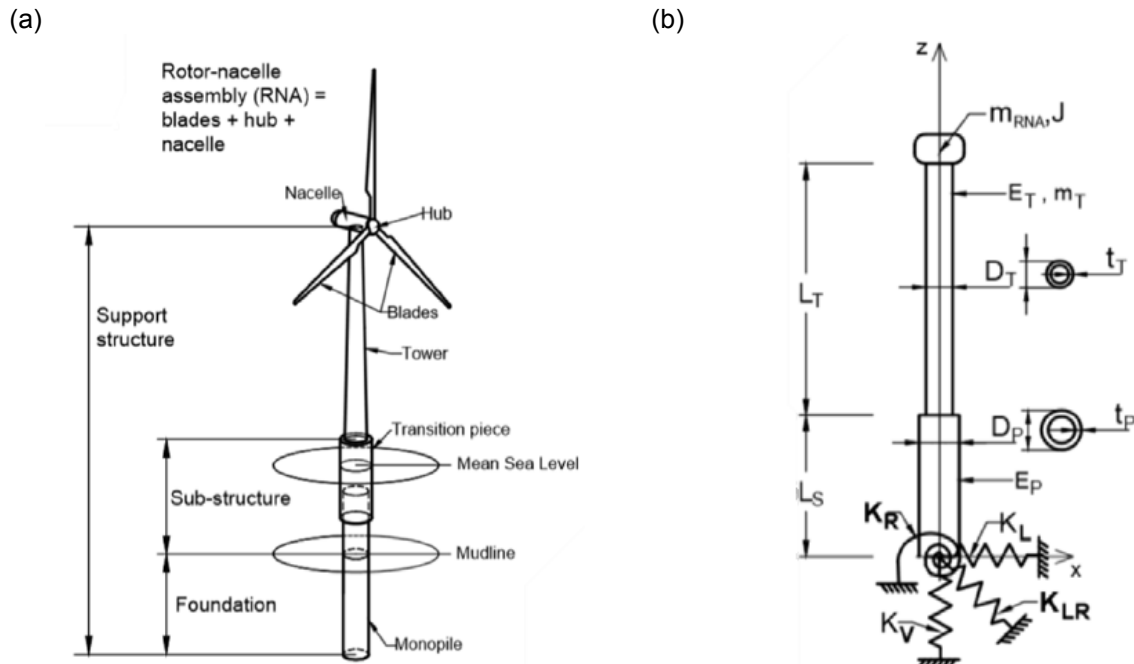 (a)
Rotor-nacelle
assembly (RNA) =
blades + hub +
nacelle
Nacelle
Hub
Blades
Support
structure
Tower
Transition piece
Mean Sea Level
Sub-structure
Mudline
Foundation
Monopile
(b)
z
m_RNA, J
E_T , m_T
D_T
t_T
L_T
D_P
t_P
L_S
E_P
K_R
K_L
x
K_LR
K_V